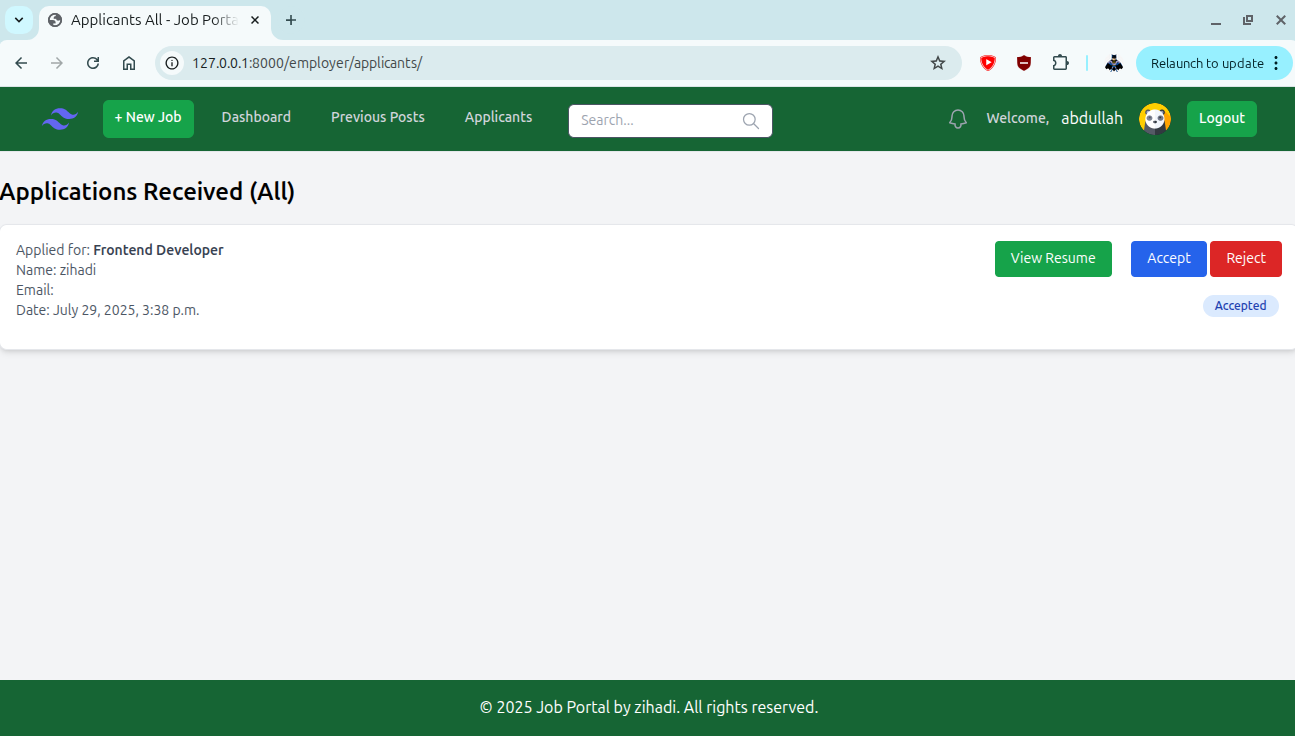 Applicants All - Job Porta
127.0.0.1:8000/employer/applicants/
Relaunch to update
+ New Job
Dashboard
Previous Posts
Applicants
Search...
Welcome, abdullah
Logout
Applications Received (All)
Applied for: Frontend Developer
Name: zihadi
Email:
Date: July 29, 2025, 3:38 p.m.
View Resume
Accept
Reject
Accepted
© 2025 Job Portal by zihadi. All rights reserved.